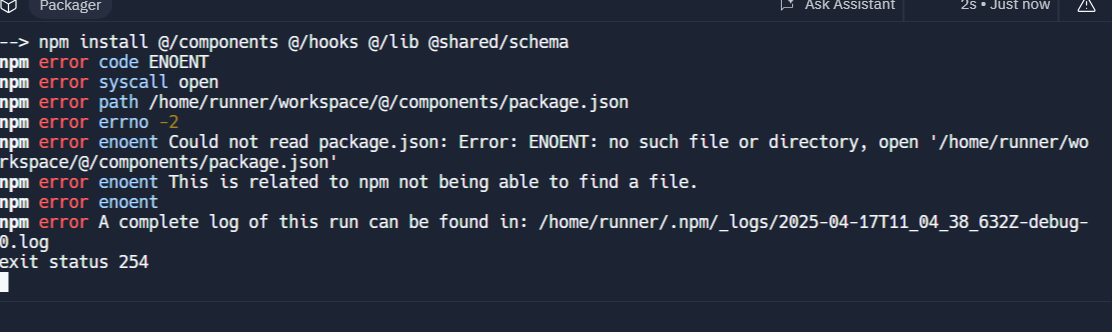 Packager Ask Assistant 2s • Just now
--> npm install @/components @/hooks @/lib @shared/schema
npm error code ENOENT
npm error syscall open
npm error path /home/runner/workspace/@/components/package.json
npm error errno -2
npm error enoent Could not read package.json: Error: ENOENT: no such file or directory, open '/home/runner/wo
rkspace/@/components/package.json'
npm error enoent This is related to npm not being able to find a file.
npm error enoent
npm error A complete log of this run can be found in: /home/runner/.npm/_logs/2025-04-17T11_04_38_632Z-debug-
0.log
exit status 254